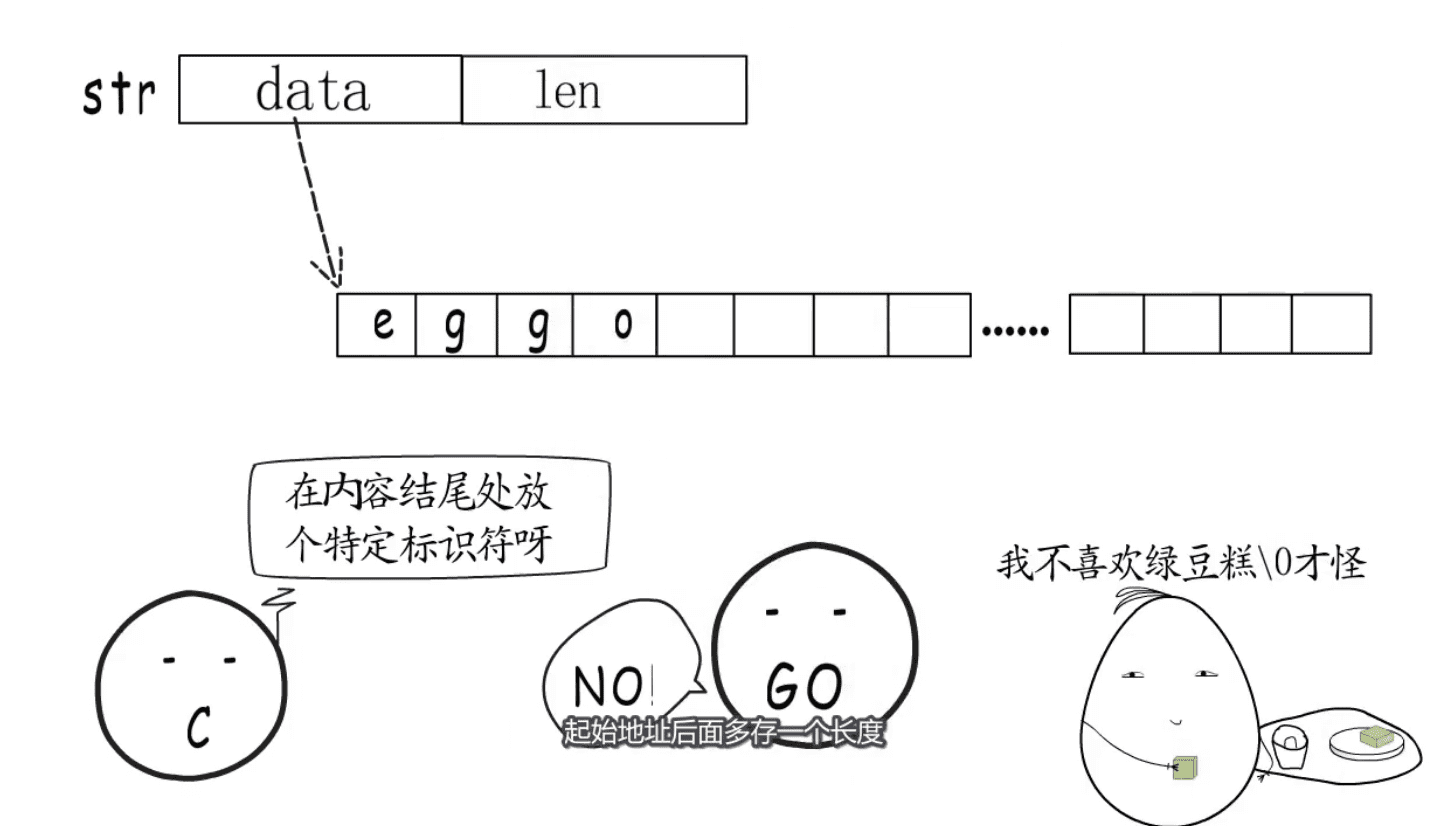 str data len
e g g o ......
在内容结尾处放
个特定标识符呀
我不喜欢绿豆糕\0才怪
NO!
GO
C
起始地址后面多存一个长度